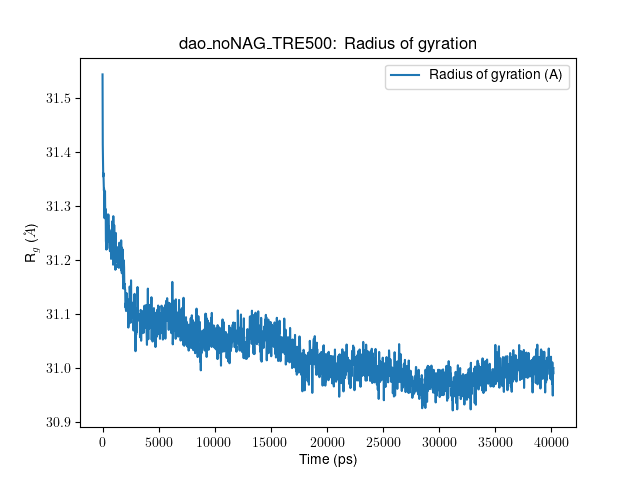 dao_noNAG_TRE500: Radius of gyration
Radius of gyration (A)
R_g (Å)
31.5
31.4
31.3
31.2
31.1
31.0
30.9
0 5000 10000 15000 20000 25000 30000 35000 40000
Time (ps)